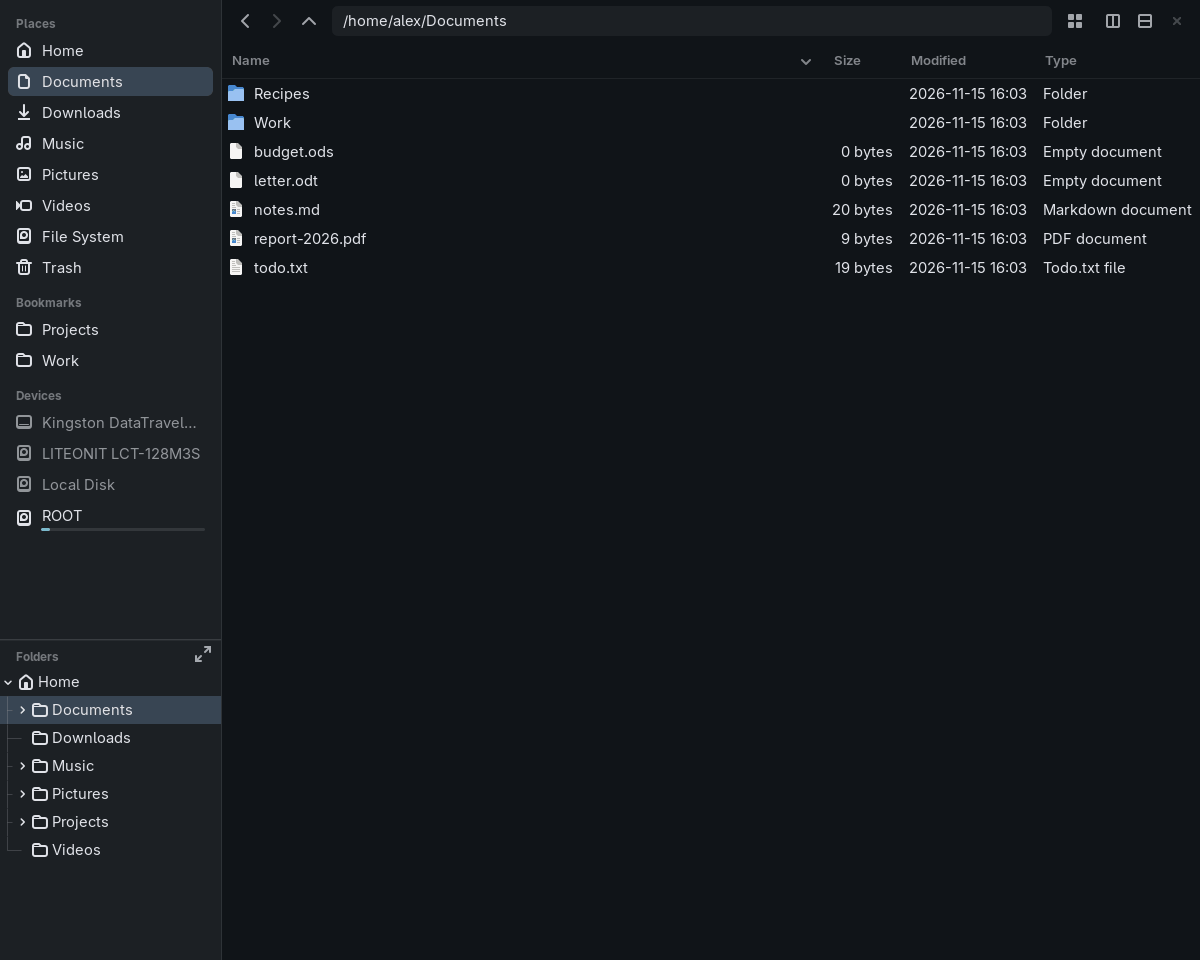 Places
Home
Documents
Downloads
Music
Pictures
Videos
File System
Trash
Bookmarks
Projects
Work
Devices
Kingston DataTravel...
LITEONIT LCT-128M3S
Local Disk
ROOT
Folders
Home
Documents
Downloads
Music
Pictures
Projects
Videos
/home/alex/Documents
Name Size Modified Type
Recipes 2026-11-15 16:03 Folder
Work 2026-11-15 16:03 Folder
budget.ods 0 bytes 2026-11-15 16:03 Empty document
letter.odt 0 bytes 2026-11-15 16:03 Empty document
notes.md 20 bytes 2026-11-15 16:03 Markdown document
report-2026.pdf 9 bytes 2026-11-15 16:03 PDF document
todo.txt 19 bytes 2026-11-15 16:03 Todo.txt file